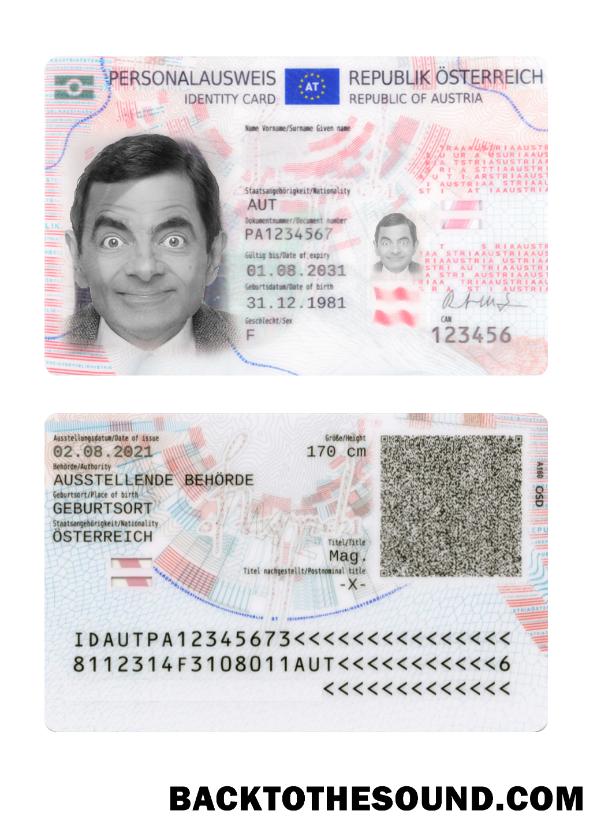 PERSONALAUSWEIS AT REPUBLIK ÖSTERREICH
IDENTITY CARD REPUBLIC OF AUSTRIA
Name Vorname/Surname Given name
Staatsangehörigkeit/Nationality
AUT
Dokumentnummer/Document number
PA1234567
Gültig bis/Date of expiry
01.08.2031
Geburtsdatum/Date of birth
31.12.1981
Geschlecht/Sex
F
CAN
123456
Ausstellungsdatum/Date of issue
02.08.2021
Behörde/Authority
AUSSTELLENDE BEHÖRDE
Geburtsort/Place of birth
GEBURTSORT
Staatsangehörigkeit/Nationality
ÖSTERREICH
Größe/Height
170 cm
Titel/Title
Mag.
Titel nachgestellt/Postnominal title
-X-
A160 OSD
IDAUTPA12345673<<<<<<<<<<<<<<<
8112314F3108011AUT<<<<<<<<<<<6
<<<<<<<<<<<<<
BACKTOTHESOUND.COM